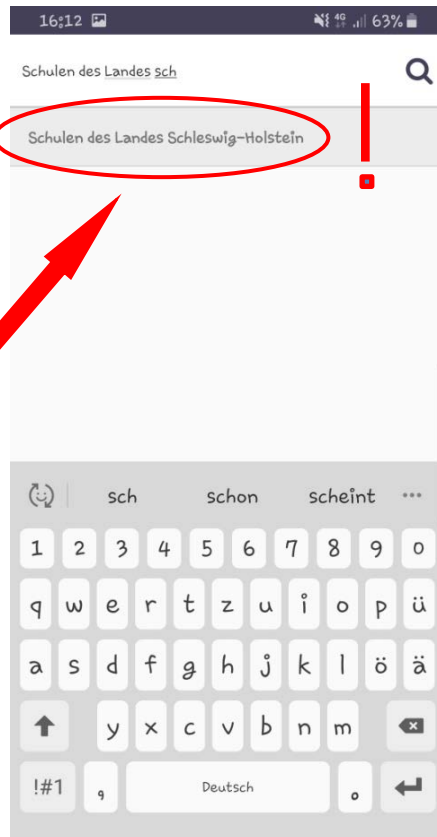 16:12 4G 63%
Schulen des Landes sch
Schulen des Landes Schleswig-Holstein
!
sch schon scheint ...
1 2 3 4 5 6 7 8 9 0
q w e r t z u i o p ü
a s d f g h j k l ö ä
y x c v b n m
!#1 , Deutsch .